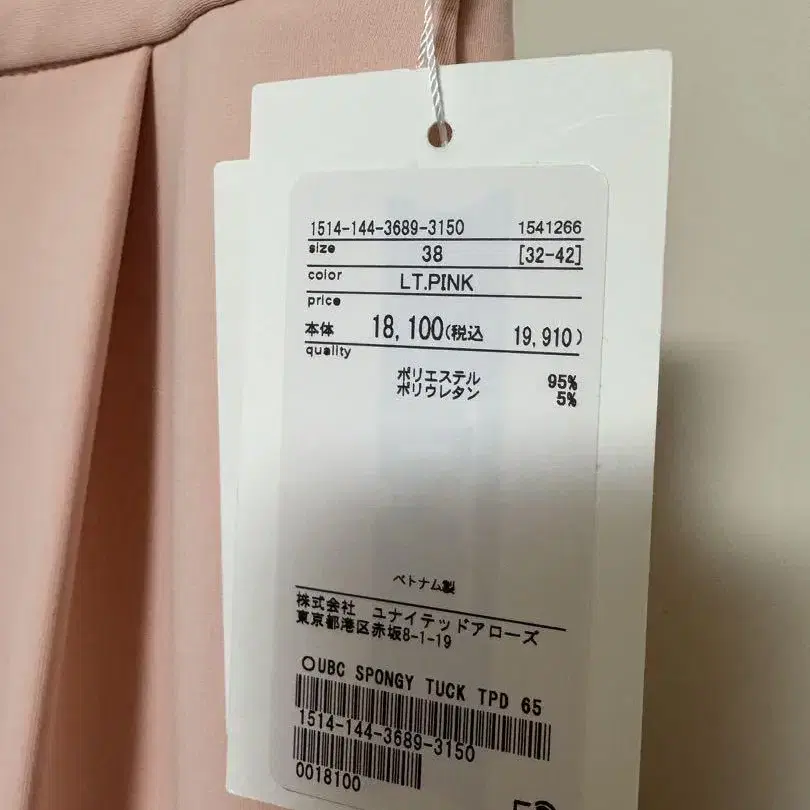 1514-144-3689-3150 1541266
size 38 [32-42]
color LT.PINK
price
本体 18,100(税込 19,910)
quality
ポリエステル 95%
ポリウレタン 5%
ベトナム製
株式会社 ユナイテッドアローズ
東京都港区赤坂8-1-19
○UBC SPONGY TUCK TPD 65
1514-144-3689-3150
0018100